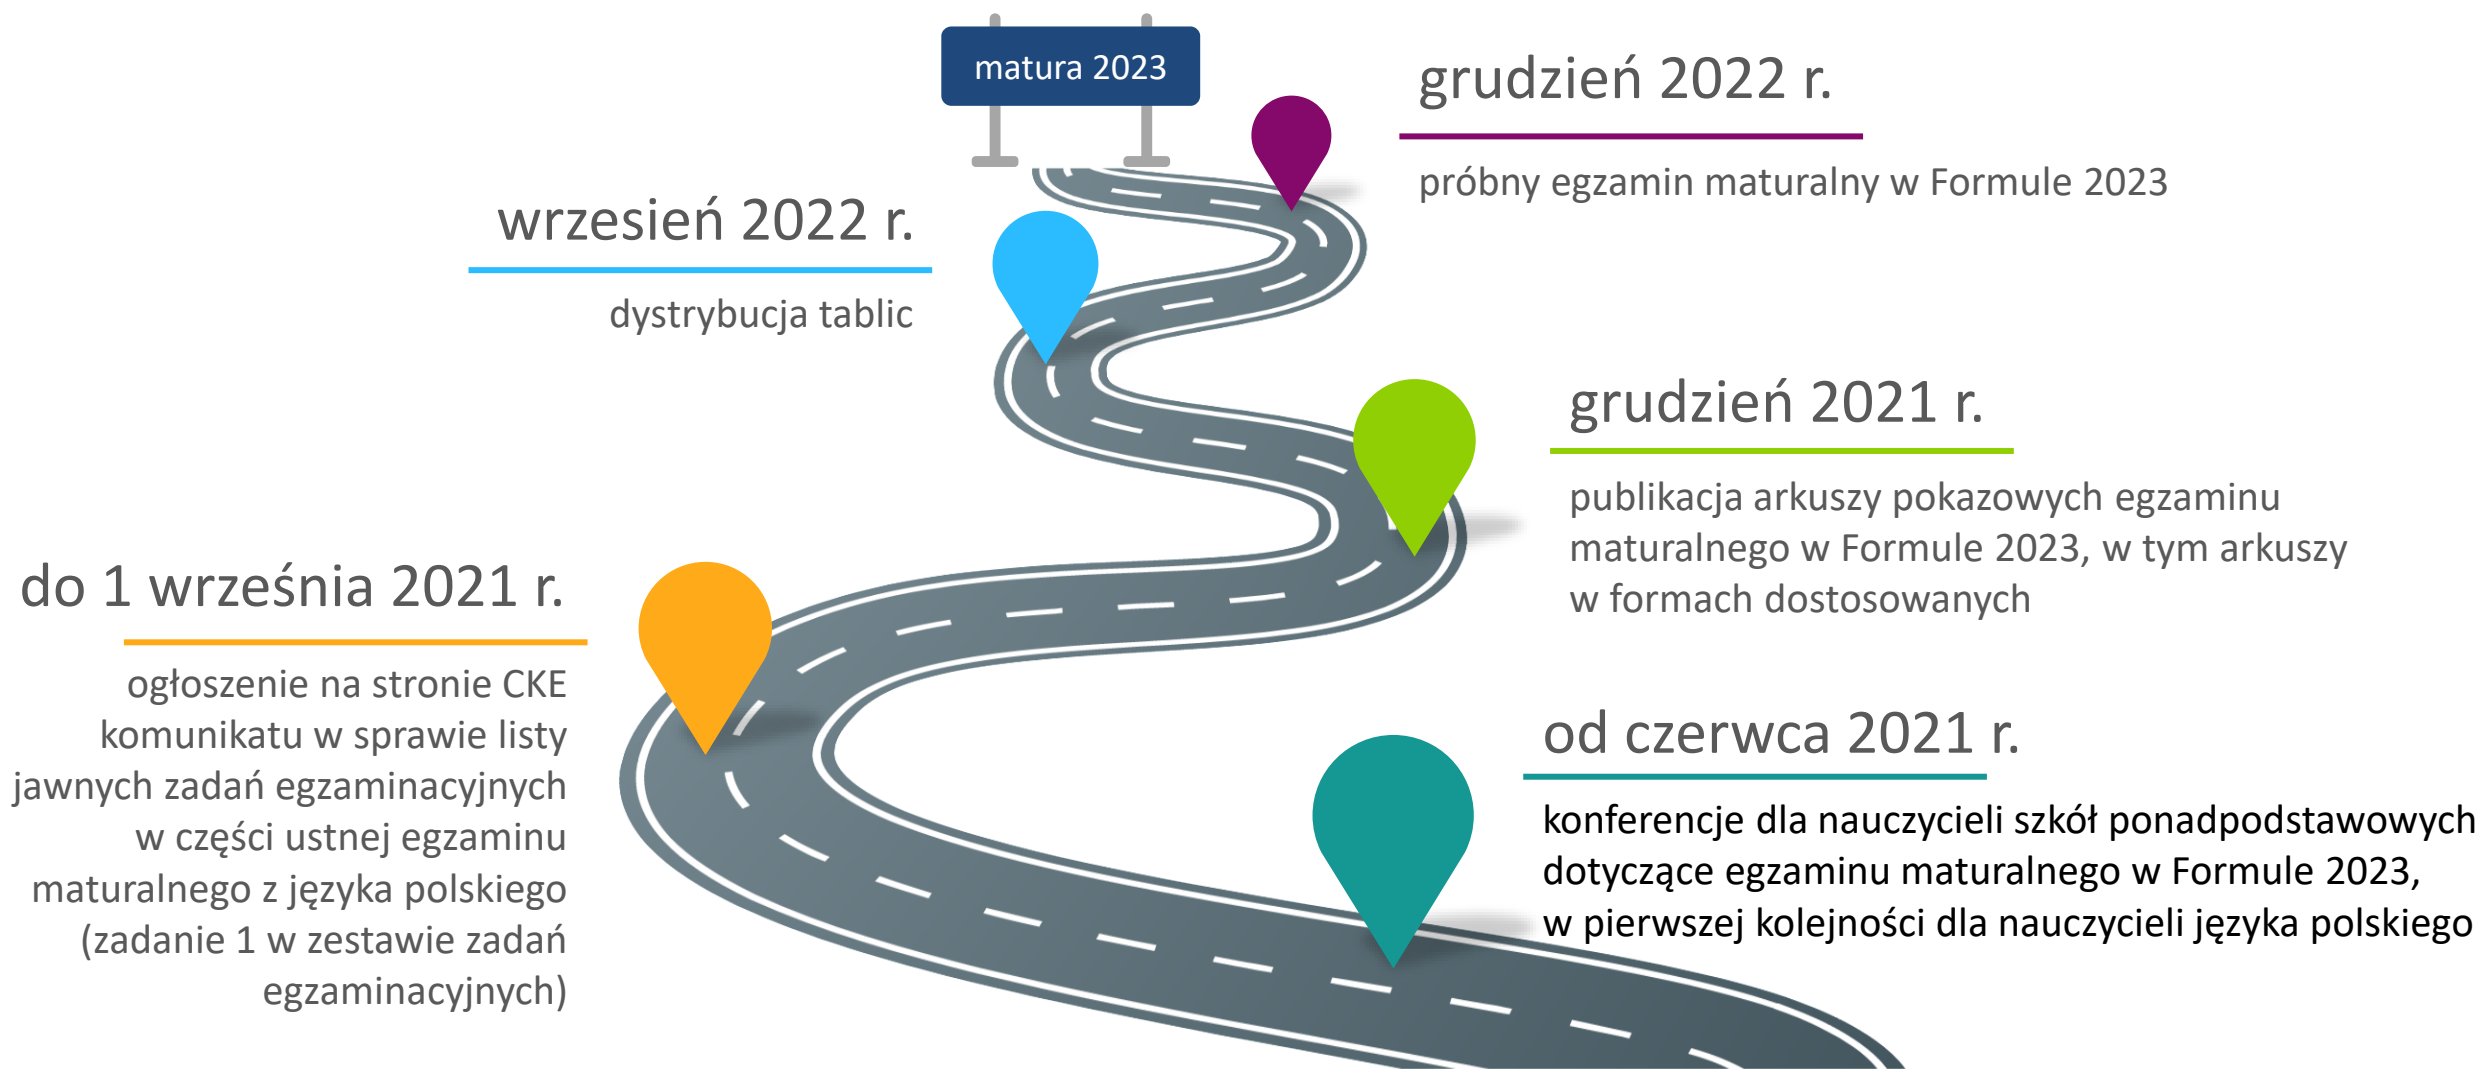 matura 2023
grudzień 2022 r.
próbny egzamin maturalny w Formule 2023
wrzesień 2022 r.
dystrybucja tablic
grudzień 2021 r.
publikacja arkuszy pokazowych egzaminu
maturalnego w Formule 2023, w tym arkuszy
w formach dostosowanych
do 1 września 2021 r.
ogłoszenie na stronie CKE
komunikatu w sprawie listy
jawnych zadań egzaminacyjnych
w części ustnej egzaminu
maturalnego z języka polskiego
(zadanie 1 w zestawie zadań
egzaminacyjnych)
od czerwca 2021 r.
konferencje dla nauczycieli szkół ponadpodstawowych
dotyczące egzaminu maturalnego w Formule 2023,
w pierwszej kolejności dla nauczycieli języka polskiego